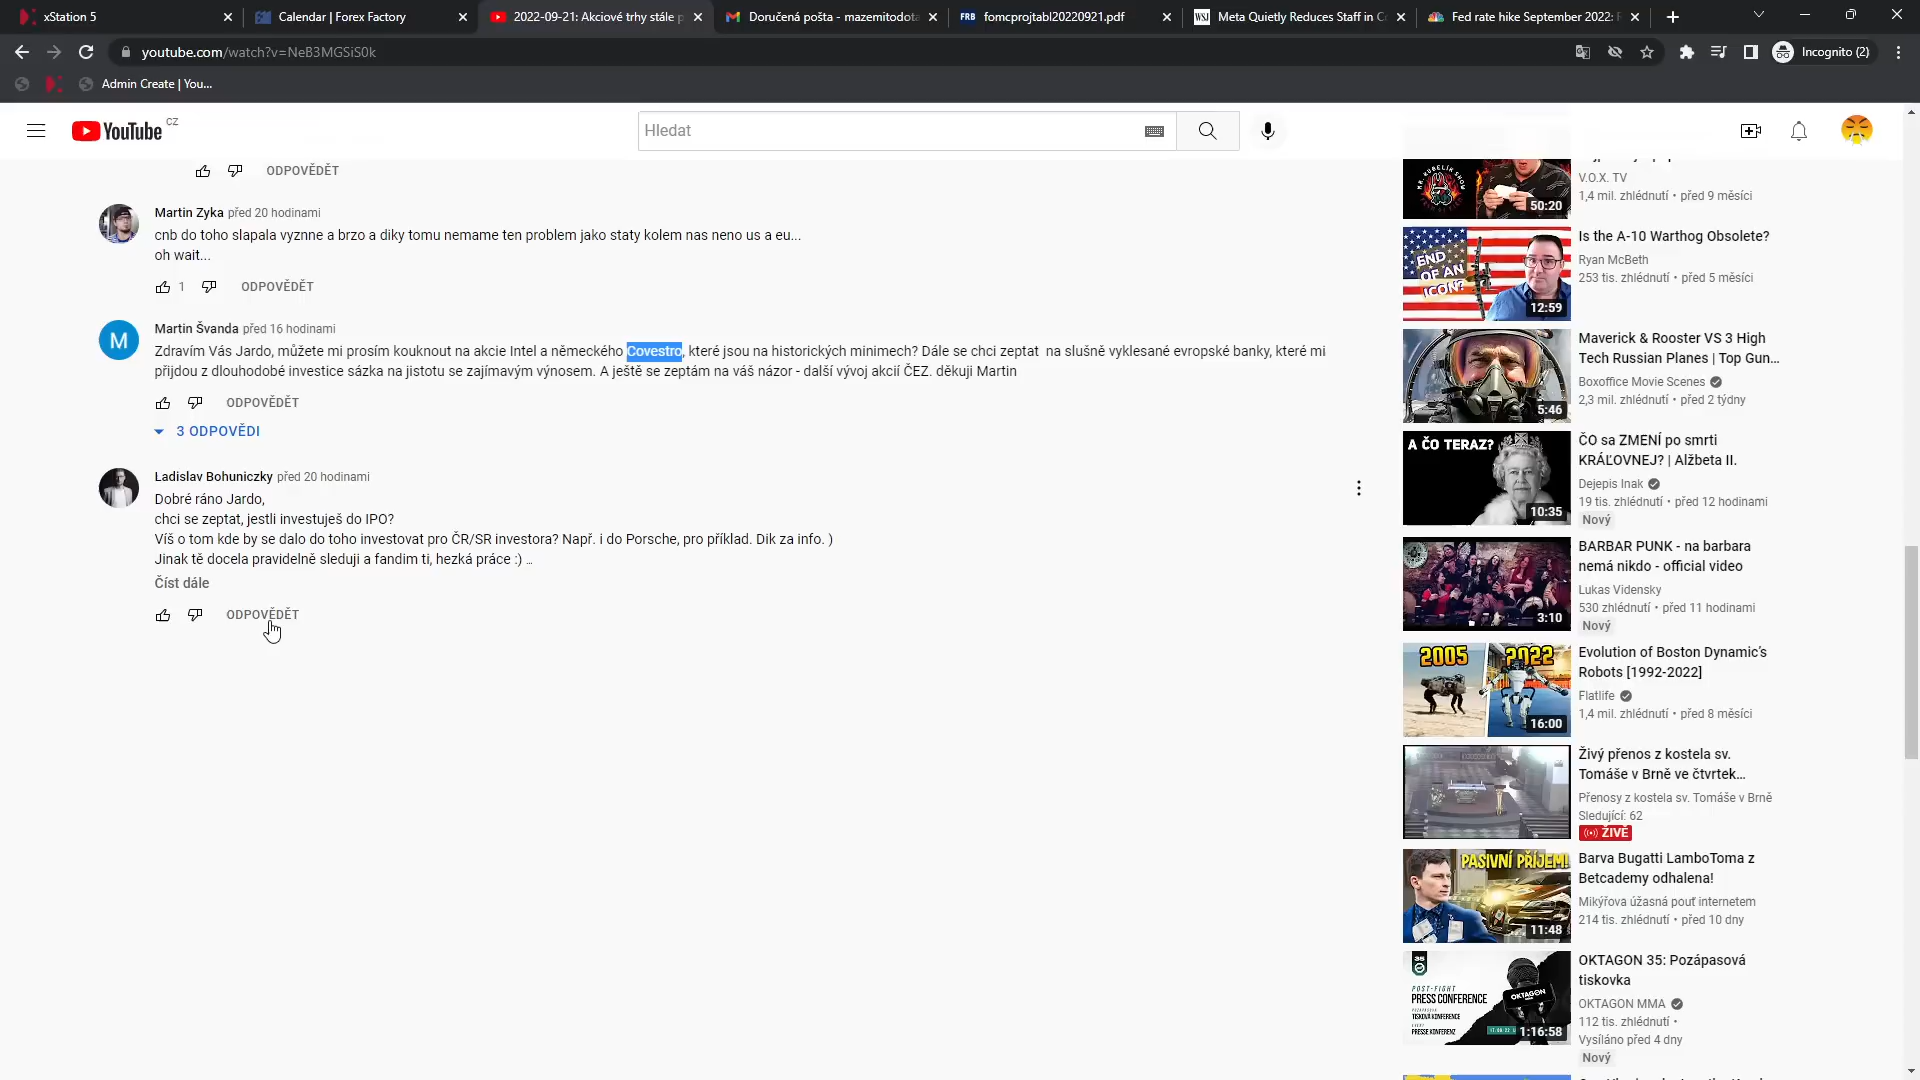 xStation 5
Calendar | Forex Factory
2022-09-21: Akciové trhy stále p
Doručená pošta - mazemitodota
FRB fomcprojtabl20220921.pdf
WSJ Meta Quietly Reduces Staff in C
Fed rate hike September 2022: F
youtube.com/watch?v=NeB3MGSiS0k
Incognito (2)
Admin Create | You...
YouTube CZ
Hledat
ODPOVĚDĚT
Martin Zyka před 20 hodinami
cnb do toho slapala vyznne a brzo a diky tomu nemame ten problem jako staty kolem nas neno us a eu...
oh wait...
1 ODPOVĚDĚT
M
Martin Švanda před 16 hodinami
Zdravím Vás Jardo, můžete mi prosím kouknout na akcie Intel a německého Covestro, které jsou na historických minimech? Dále se chci zeptat na slušně vyklesané evropské banky, které mi
přijdou z dlouhodobé investice sázka na jistotu se zajímavým výnosem. A ještě se zeptám na váš názor - další vývoj akcií ČEZ. děkuji Martin
ODPOVĚDĚT
3 ODPOVĚDI
Ladislav Bohuniczky před 20 hodinami
Dobré ráno Jardo,
chci se zeptat, jestli investuješ do IPO?
Víš o tom kde by se dalo do toho investovat pro ČR/SR investora? Např. i do Porsche, pro příklad. Dik za info. )
Jinak tě docela pravidelně sleduji a fandim ti, hezká práce :) ...
Číst dále
ODPOVĚDĚT
MR. KUBELÍK SHOW
50:20
V.O.X. TV
1,4 mil. zhlédnutí • před 9 měsíci
END OF AN ICON?
12:59
Is the A-10 Warthog Obsolete?
Ryan McBeth
253 tis. zhlédnutí • před 5 měsíci
5:46
Maverick & Rooster VS 3 High
Tech Russian Planes | Top Gun...
Boxoffice Movie Scenes
2,3 mil. zhlédnutí • před 2 týdny
A ČO TERAZ?
10:35
ČO sa ZMENÍ po smrti
KRÁĽOVNEJ? | Alžbeta II.
Dejepis Inak
19 tis. zhlédnutí • před 12 hodinami
Nový
3:10
BARBAR PUNK - na barbara
nemá nikdo - official video
Lukas Vidensky
530 zhlédnutí • před 11 hodinami
Nový
2005 2022
16:00
Evolution of Boston Dynamic's
Robots [1992-2022]
Flatlife
1,4 mil. zhlédnutí • před 8 měsíci
Živý přenos z kostela sv.
Tomáše v Brně ve čtvrtek...
Přenosy z kostela sv. Tomáše v Brně
Sledující: 62
ŽIVĚ
PASIVNÍ PŘÍJEM!
11:48
Barva Bugatti LamboToma z
Betcademy odhalena!
Mikýřova úžasná pouť internetem
214 tis. zhlédnutí • před 10 dny
35
POST-FIGHT
PRESS CONFERENCE
TISKOVÁ KONFERENCE
OKTAGON
1:16:58
OKTAGON 35: Pozápasová
tiskovka
OKTAGON MMA
112 tis. zhlédnutí •
Vysíláno před 4 dny
Nový